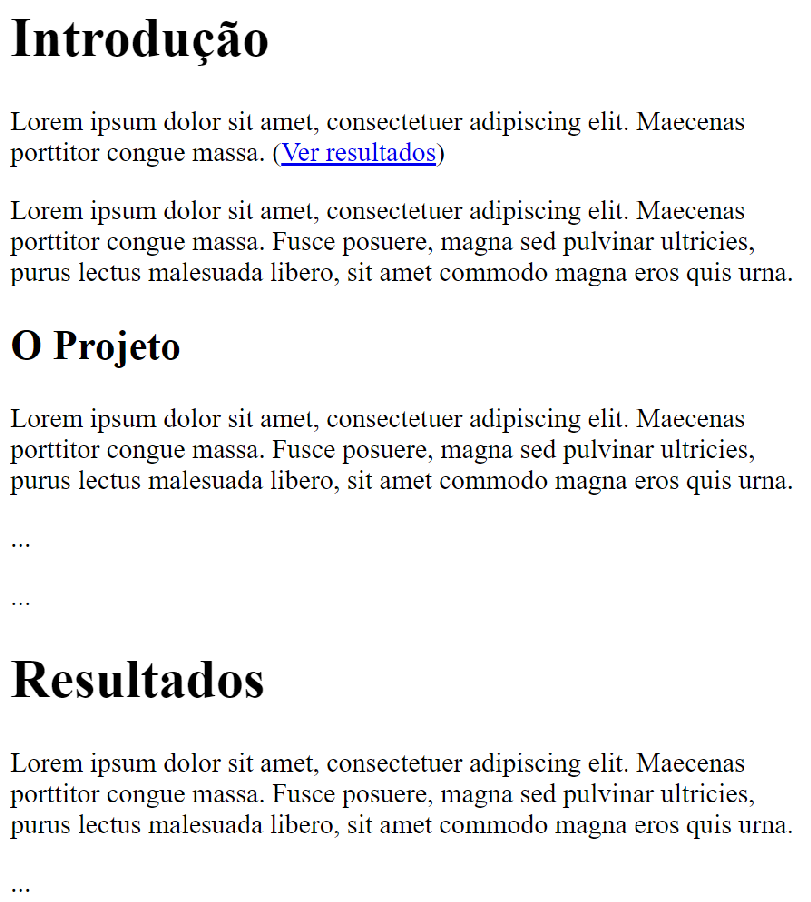 Introdução
Lorem ipsum dolor sit amet, consectetuer adipiscing elit. Maecenas
porttitor congue massa. (Ver resultados)
Lorem ipsum dolor sit amet, consectetuer adipiscing elit. Maecenas
porttitor congue massa. Fusce posuere, magna sed pulvinar ultricies,
purus lectus malesuada libero, sit amet commodo magna eros quis urna.
O Projeto
Lorem ipsum dolor sit amet, consectetuer adipiscing elit. Maecenas
porttitor congue massa. Fusce posuere, magna sed pulvinar ultricies,
purus lectus malesuada libero, sit amet commodo magna eros quis urna.
...
...
Resultados
Lorem ipsum dolor sit amet, consectetuer adipiscing elit. Maecenas
porttitor congue massa. Fusce posuere, magna sed pulvinar ultricies,
purus lectus malesuada libero, sit amet commodo magna eros quis urna.
...